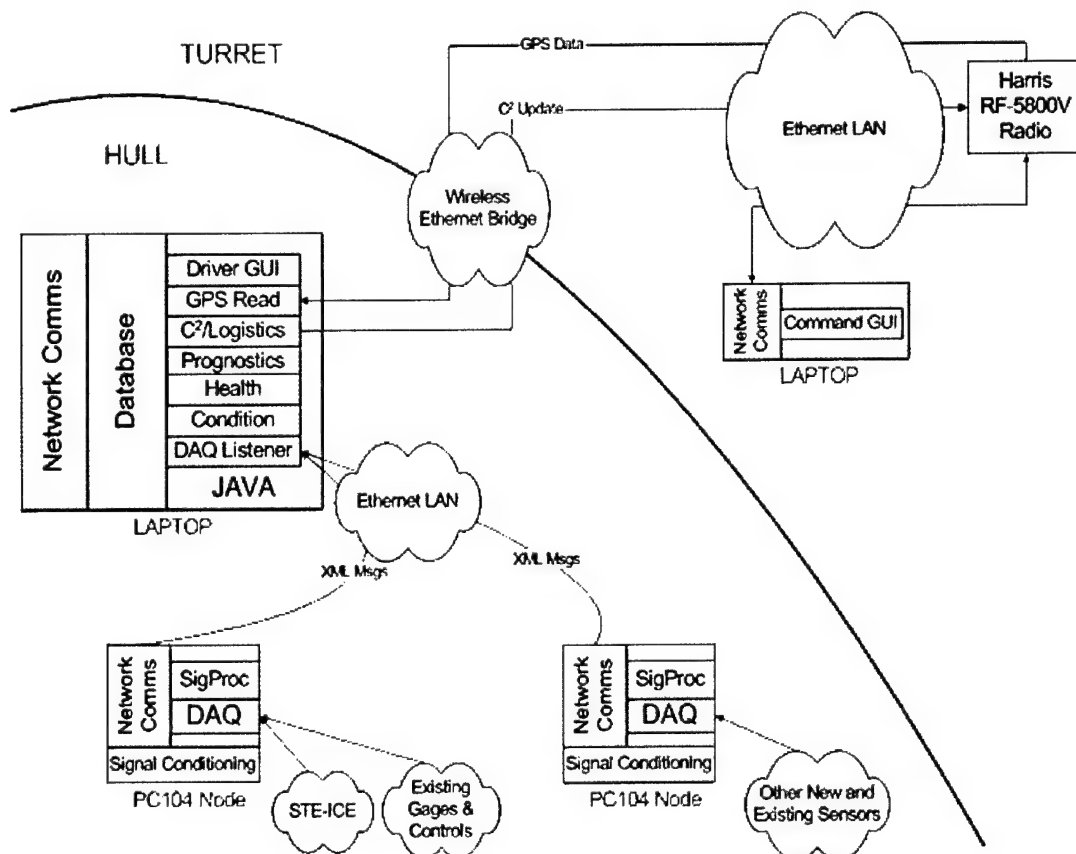 TURRET
HULL
GPS Data
C² Update
Ethernet LAN
Harris
RF-5800V
Radio
Wireless
Ethernet Bridge
Network Comms
Database
Driver GUI
GPS Read
C²/Logistics
Prognostics
Health
Condition
DAQ Listener
JAVA
LAPTOP
Network
Comms
Command GUI
LAPTOP
Ethernet LAN
XML Msgs
XML Msgs
Network
Comms
SigProc
DAQ
Signal Conditioning
PC104 Node
STE-ICE
Existing
Gages &
Controls
Network
Comms
SigProc
DAQ
Signal Conditioning
PC104 Node
Other New and
Existing Sensors